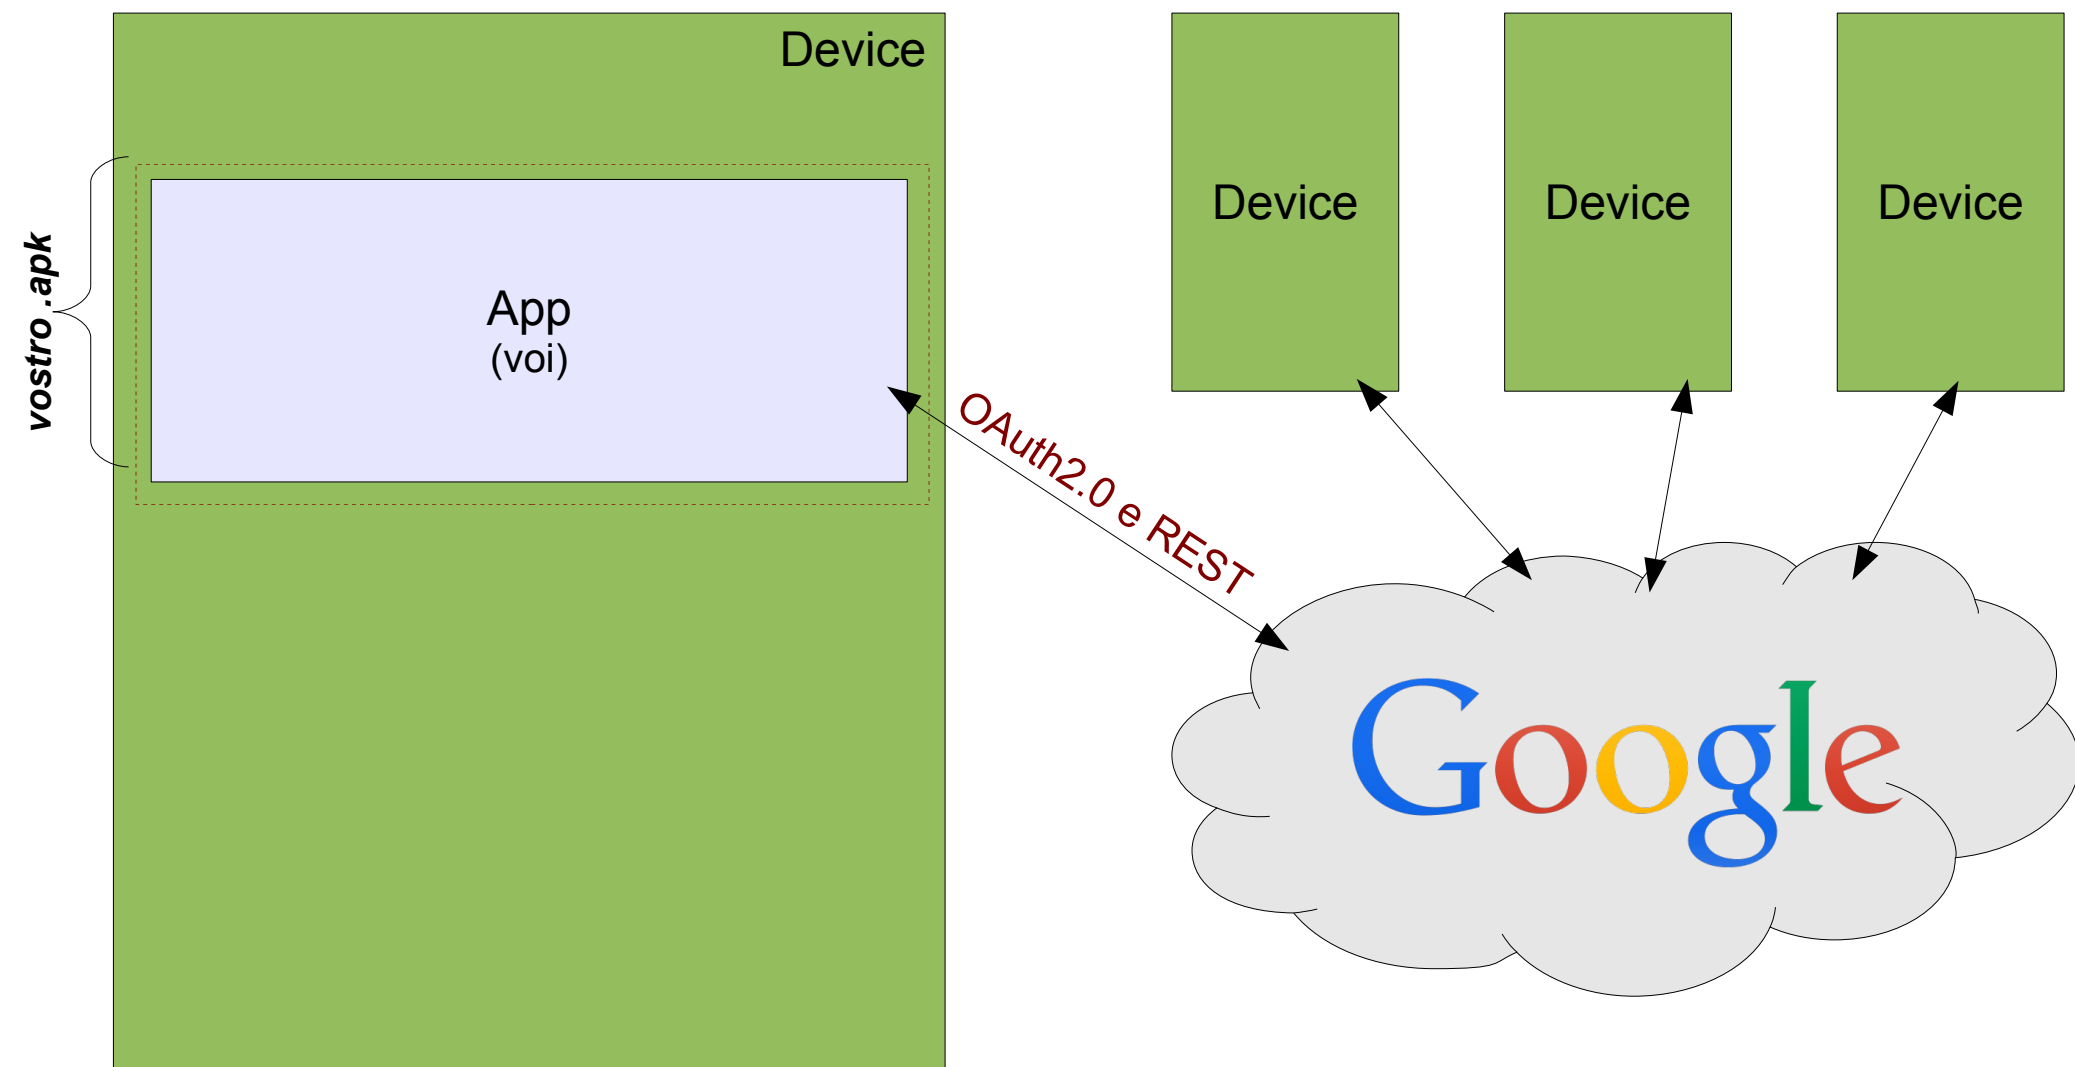 Device
vostro .apk
App
(voi)
OAuth2.0 e REST
Device
Device
Device
Google